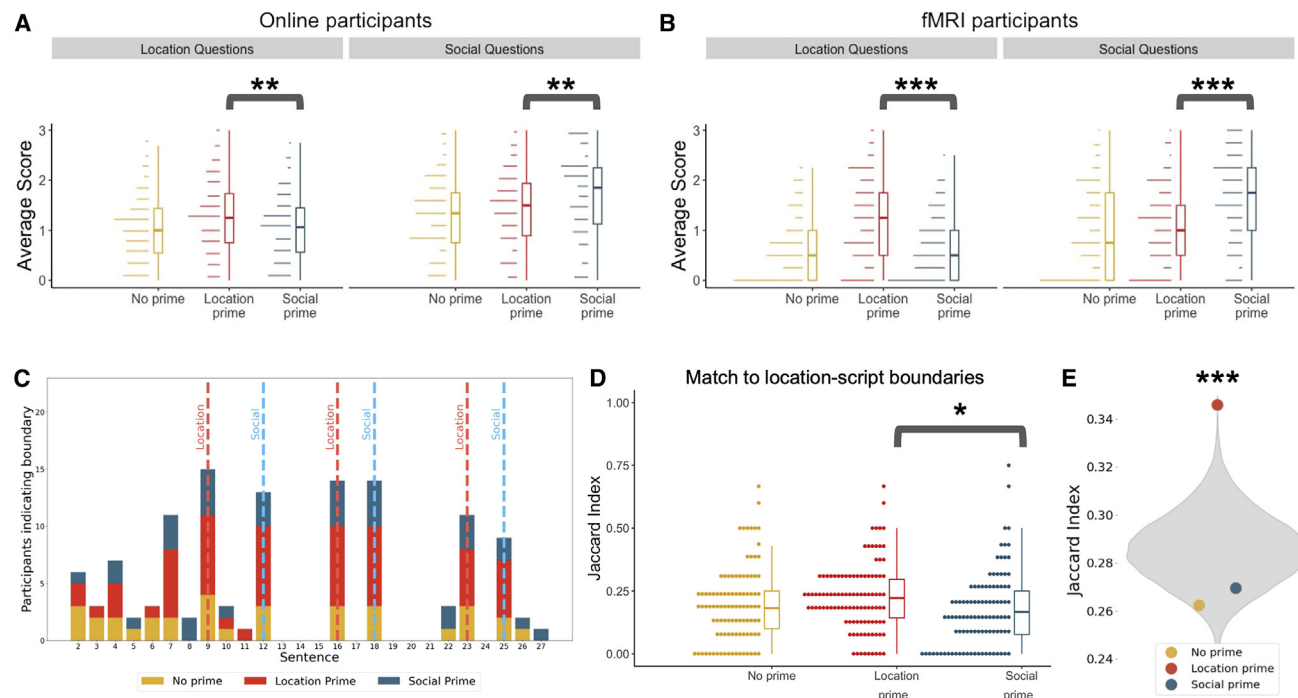 A
Online participants
Location Questions
Social Questions
**
**
Average Score
3
2
1
0
No prime
Location prime
Social prime
No prime
Location prime
Social prime
B
fMRI participants
Location Questions
Social Questions
***
***
Average Score
3
2
1
0
No prime
Location prime
Social prime
No prime
Location prime
Social prime
C
Participants indicating boundary
20
15
10
5
0
Location
Social
Location
Social
Location
Social
2 3 4 5 6 7 8 9 10 11 12 13 14 15 16 17 18 19 20 21 22 23 24 25 26 27
Sentence
No prime Location Prime Social Prime
D
Match to location-script boundaries
*
Jaccard Index
1.00
0.75
0.50
0.25
0.00
No prime
Location prime
Social prime
E
***
Jaccard Index
0.34
0.32
0.30
0.28
0.26
0.24
No prime
Location prime
Social prime